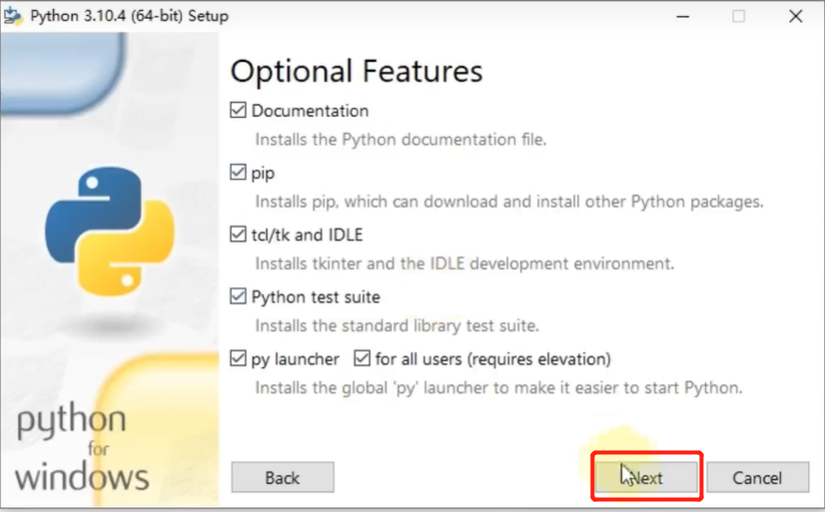 Python 3.10.4 (64-bit) Setup
Optional Features
Documentation
Installs the Python documentation file.
pip
Installs pip, which can download and install other Python packages.
tcl/tk and IDLE
Installs tkinter and the IDLE development environment.
Python test suite
Installs the standard library test suite.
py launcher for all users (requires elevation)
Installs the global 'py' launcher to make it easier to start Python.
python
for
windows
Back Next Cancel